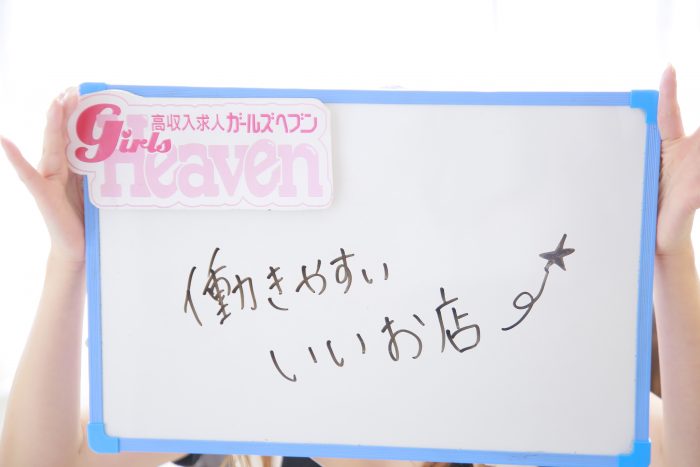 高収入求人ガールズヘブン
Girls
Heaven
働きやすい
いいお店